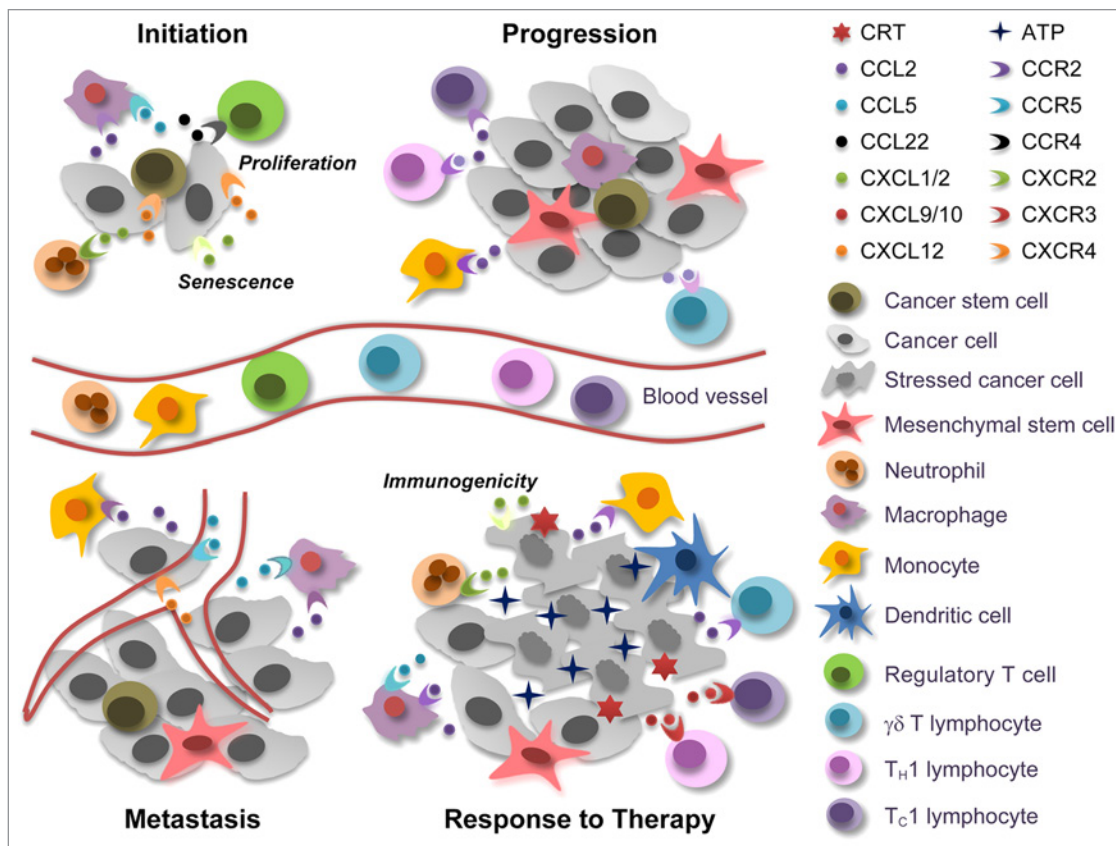 Initiation
Progression
Proliferation
Senescence
Blood vessel
Immunogenicity
Metastasis
Response to Therapy
CRT
ATP
CCL2
CCR2
CCL5
CCR5
CCL22
CCR4
CXCL1/2
CXCR2
CXCL9/10
CXCR3
CXCL12
CXCR4
Cancer stem cell
Cancer cell
Stressed cancer cell
Mesenchymal stem cell
Neutrophil
Macrophage
Monocyte
Dendritic cell
Regulatory T cell
γδ T lymphocyte
TH1 lymphocyte
TC1 lymphocyte